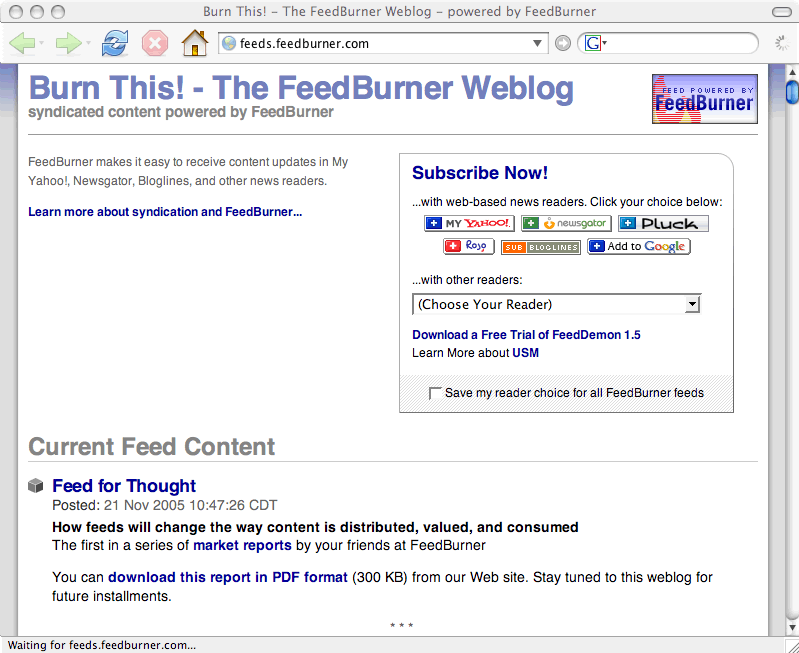 Burn This! - The FeedBurner Weblog - powered by FeedBurner
feeds.feedburner.com
G
Burn This! - The FeedBurner Weblog
syndicated content powered by FeedBurner
FEED POWERED BY
FeedBurner
FeedBurner makes it easy to receive content updates in My
Yahoo!, Newsgator, Bloglines, and other news readers.
Learn more about syndication and FeedBurner...
Subscribe Now!
...with web-based news readers. Click your choice below:
MY YAHOO! newsgator Pluck
Rojo SUB BLOGLINES Add to Google
...with other readers:
(Choose Your Reader)
Download a Free Trial of FeedDemon 1.5
Learn More about USM
Save my reader choice for all FeedBurner feeds
Current Feed Content
Feed for Thought
Posted: 21 Nov 2005 10:47:26 CDT
How feeds will change the way content is distributed, valued, and consumed
The first in a series of market reports by your friends at FeedBurner
You can download this report in PDF format (300 KB) from our Web site. Stay tuned to this weblog for
future installments.
* * *
Waiting for feeds.feedburner.com...